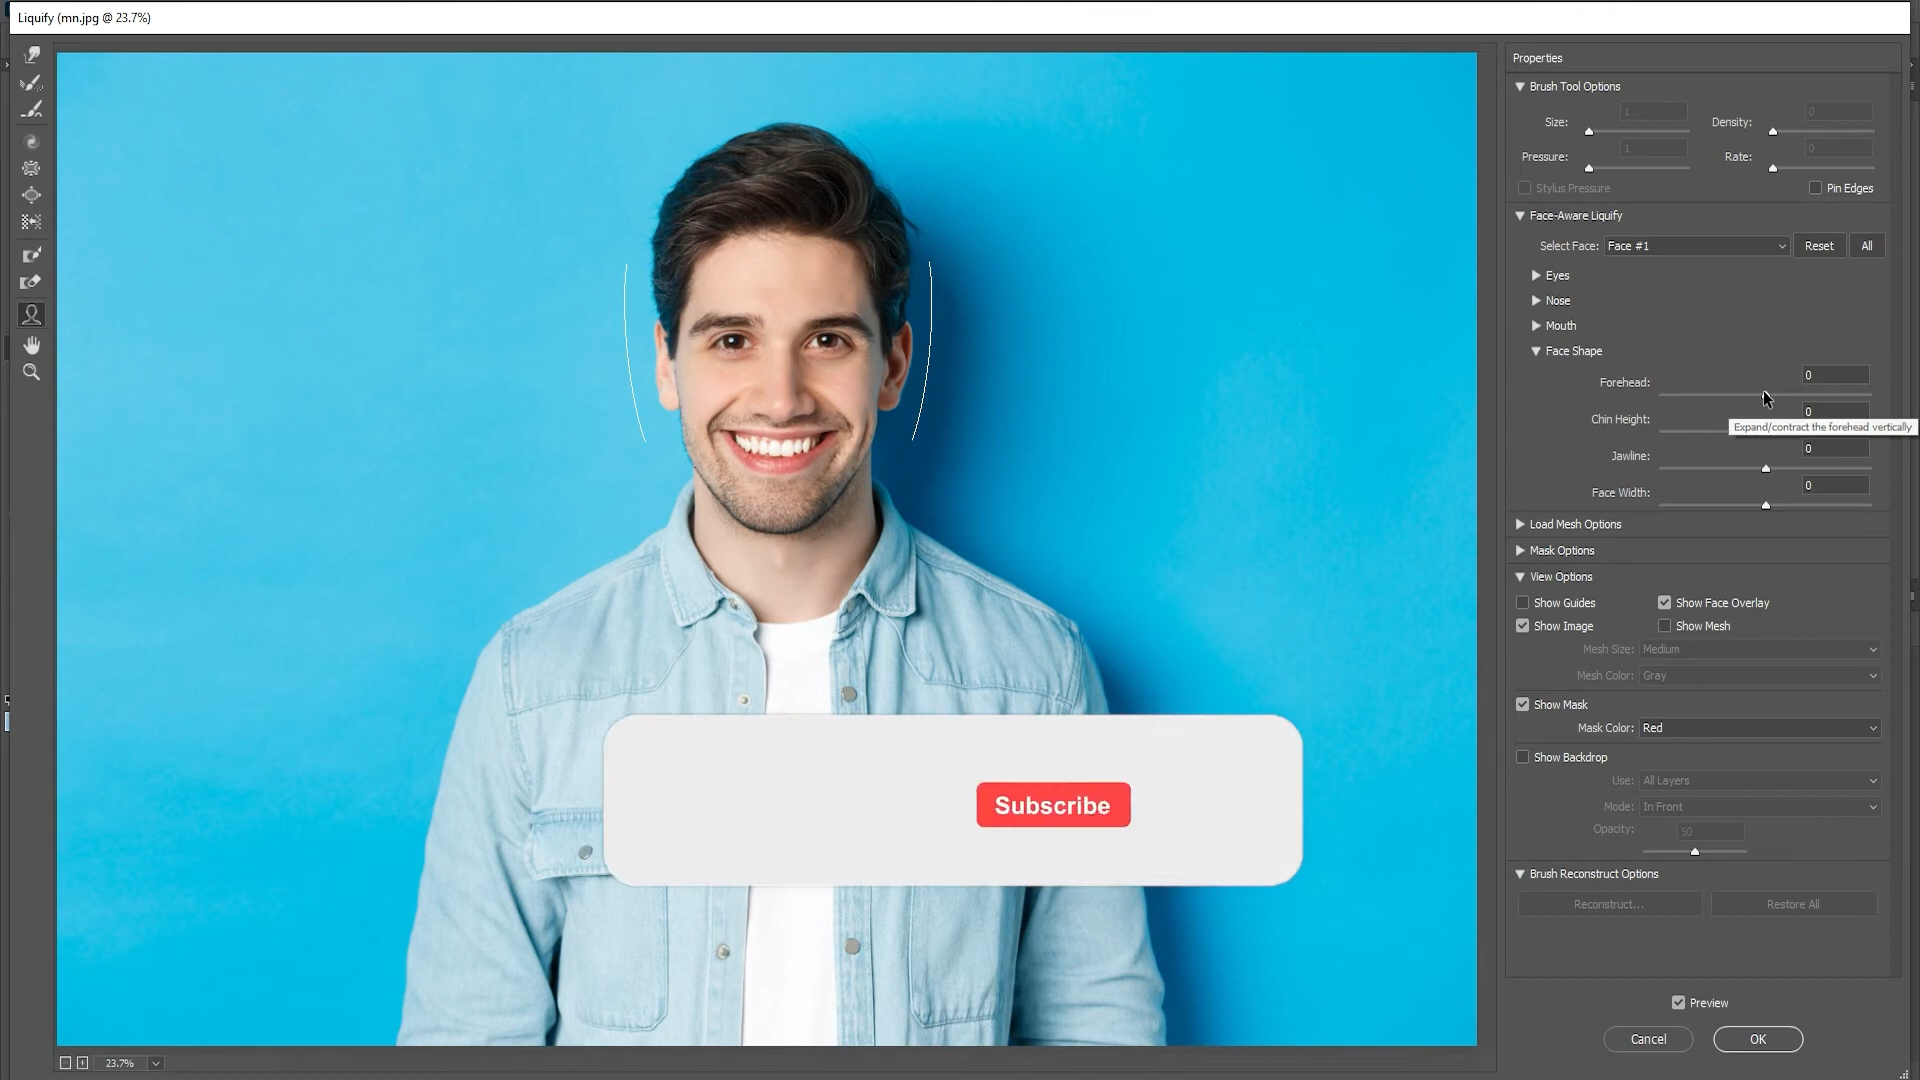 Liquify (mn.jpg @ 23.7%)
Properties
Brush Tool Options
Size: 1 Density: 0
Pressure: 1 Rate: 0
Stylus Pressure Pin Edges
Face-Aware Liquify
Select Face: Face #1 Reset All
Eyes
Nose
Mouth
Face Shape
Forehead: 0
Chin Height: 0
Expand/contract the forehead vertically
Jawline: 0
Face Width: 0
Load Mesh Options
Mask Options
View Options
Show Guides Show Face Overlay
Show Image Show Mesh
Mesh Size: Medium
Mesh Color: Gray
Show Mask
Mask Color: Red
Show Backdrop
Use: All Layers
Mode: In Front
Opacity: 50
Brush Reconstruct Options
Reconstruct... Restore All
Preview
Cancel OK
Subscribe
23.7%